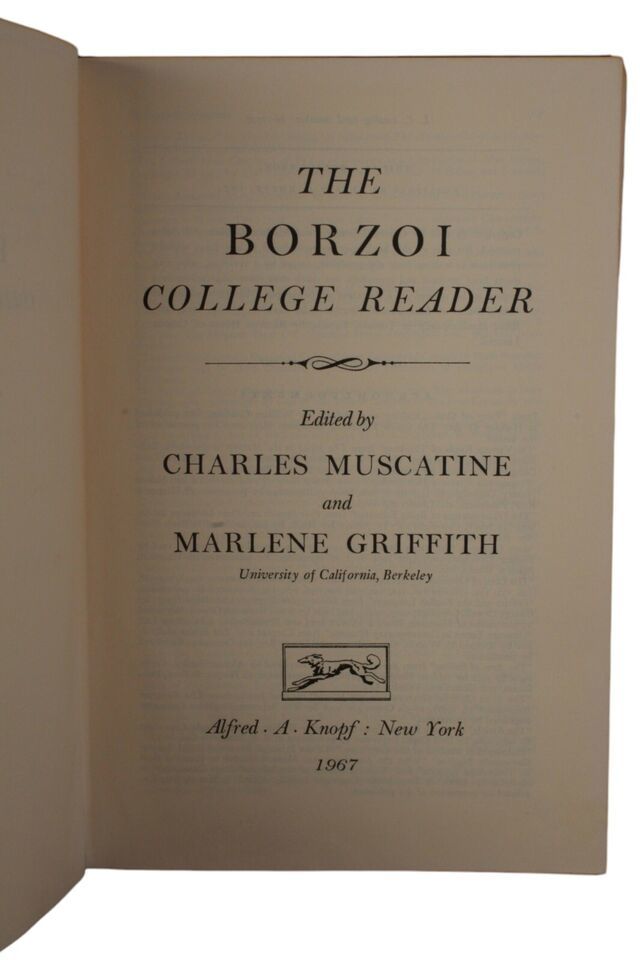 THE
BORZOI
COLLEGE READER
Edited by
CHARLES MUSCATINE
and
MARLENE GRIFFITH
University of California, Berkeley
Alfred · A · Knopf : New York
1967